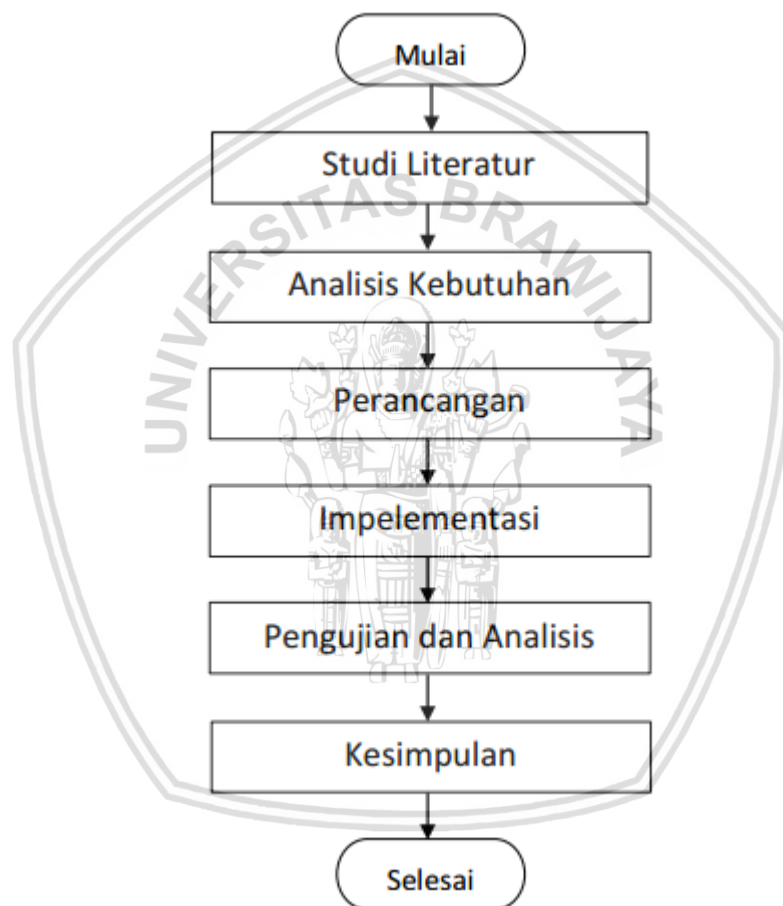 Mulai
Studi Literatur
UNIVERSITAS BRAWIJAYA
Analisis Kebutuhan
Perancangan
Impelementasi
Pengujian dan Analisis
Kesimpulan
Selesai